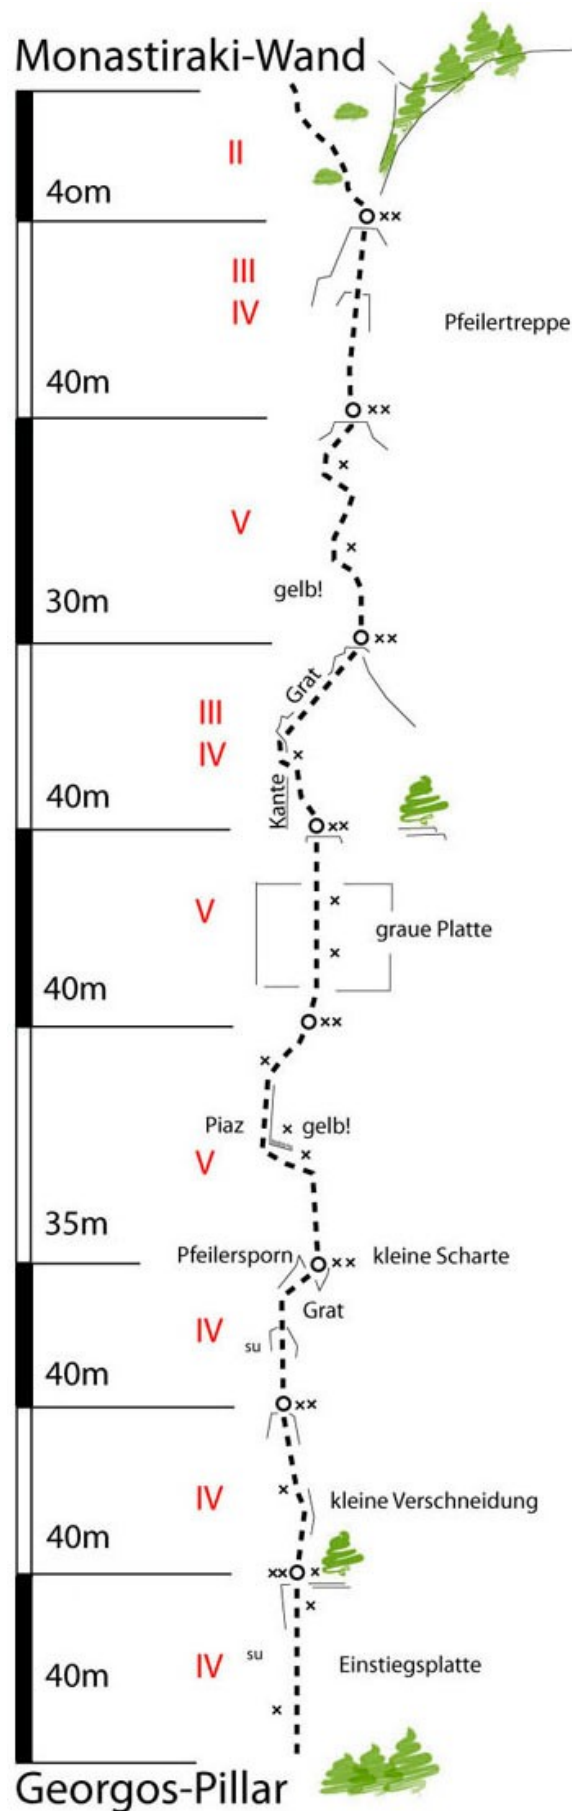 Monastiraki-Wand
II
4om
××
III
IV
Pfeilertreppe
40m
××
×
V
×
gelb!
30m
××
Grat
III
IV
×
Kante
40m
××
×
V
graue Platte
×
40m
××
×
Piaz × gelb!
×
V
35m
Pfeilersporn ×× kleine Scharte
Grat
IV
su
40m
××
×
IV
kleine Verschneidung
40m
×× ×
×
su
IV
Einstiegsplatte
40m
×
Georgos-Pillar